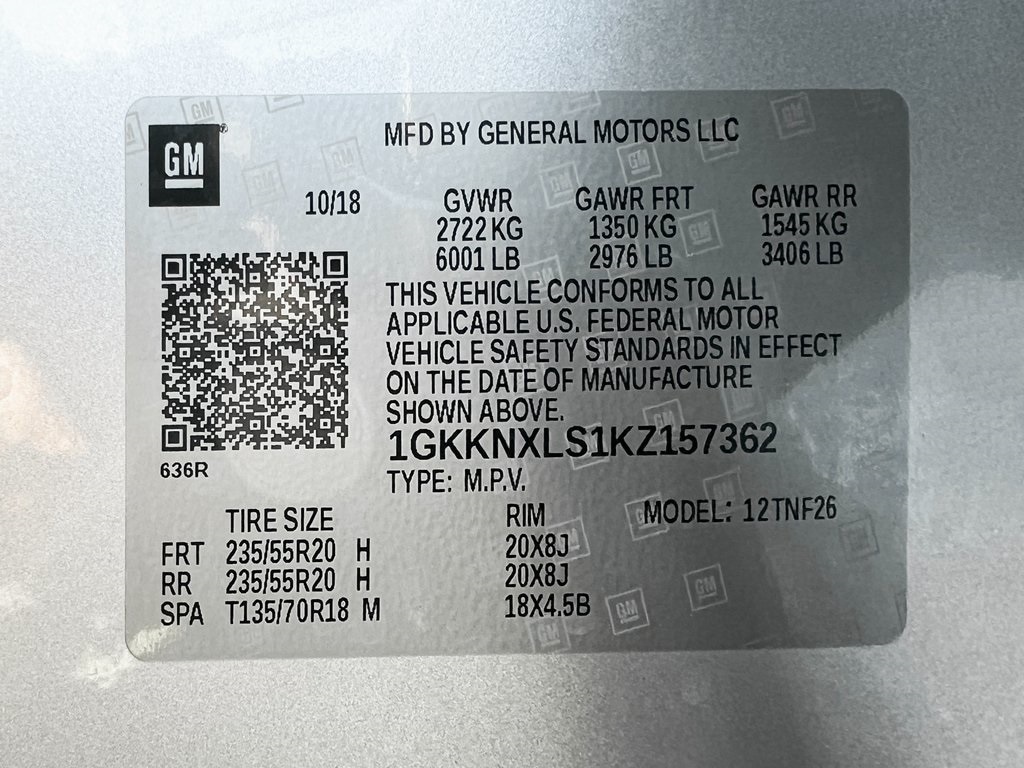 GM
MFD BY GENERAL MOTORS LLC
10/18 GVWR GAWR FRT GAWR RR
2722 KG 1350 KG 1545 KG
6001 LB 2976 LB 3406 LB
THIS VEHICLE CONFORMS TO ALL
APPLICABLE U.S. FEDERAL MOTOR
VEHICLE SAFETY STANDARDS IN EFFECT
ON THE DATE OF MANUFACTURE
SHOWN ABOVE.
1GKKNXLS1KZ157362
636R
TYPE: M.P.V.
TIRE SIZE RIM MODEL: 12TNF26
FRT 235/55R20 H 20X8J
RR 235/55R20 H 20X8J
SPA T135/70R18 M 18X4.5B